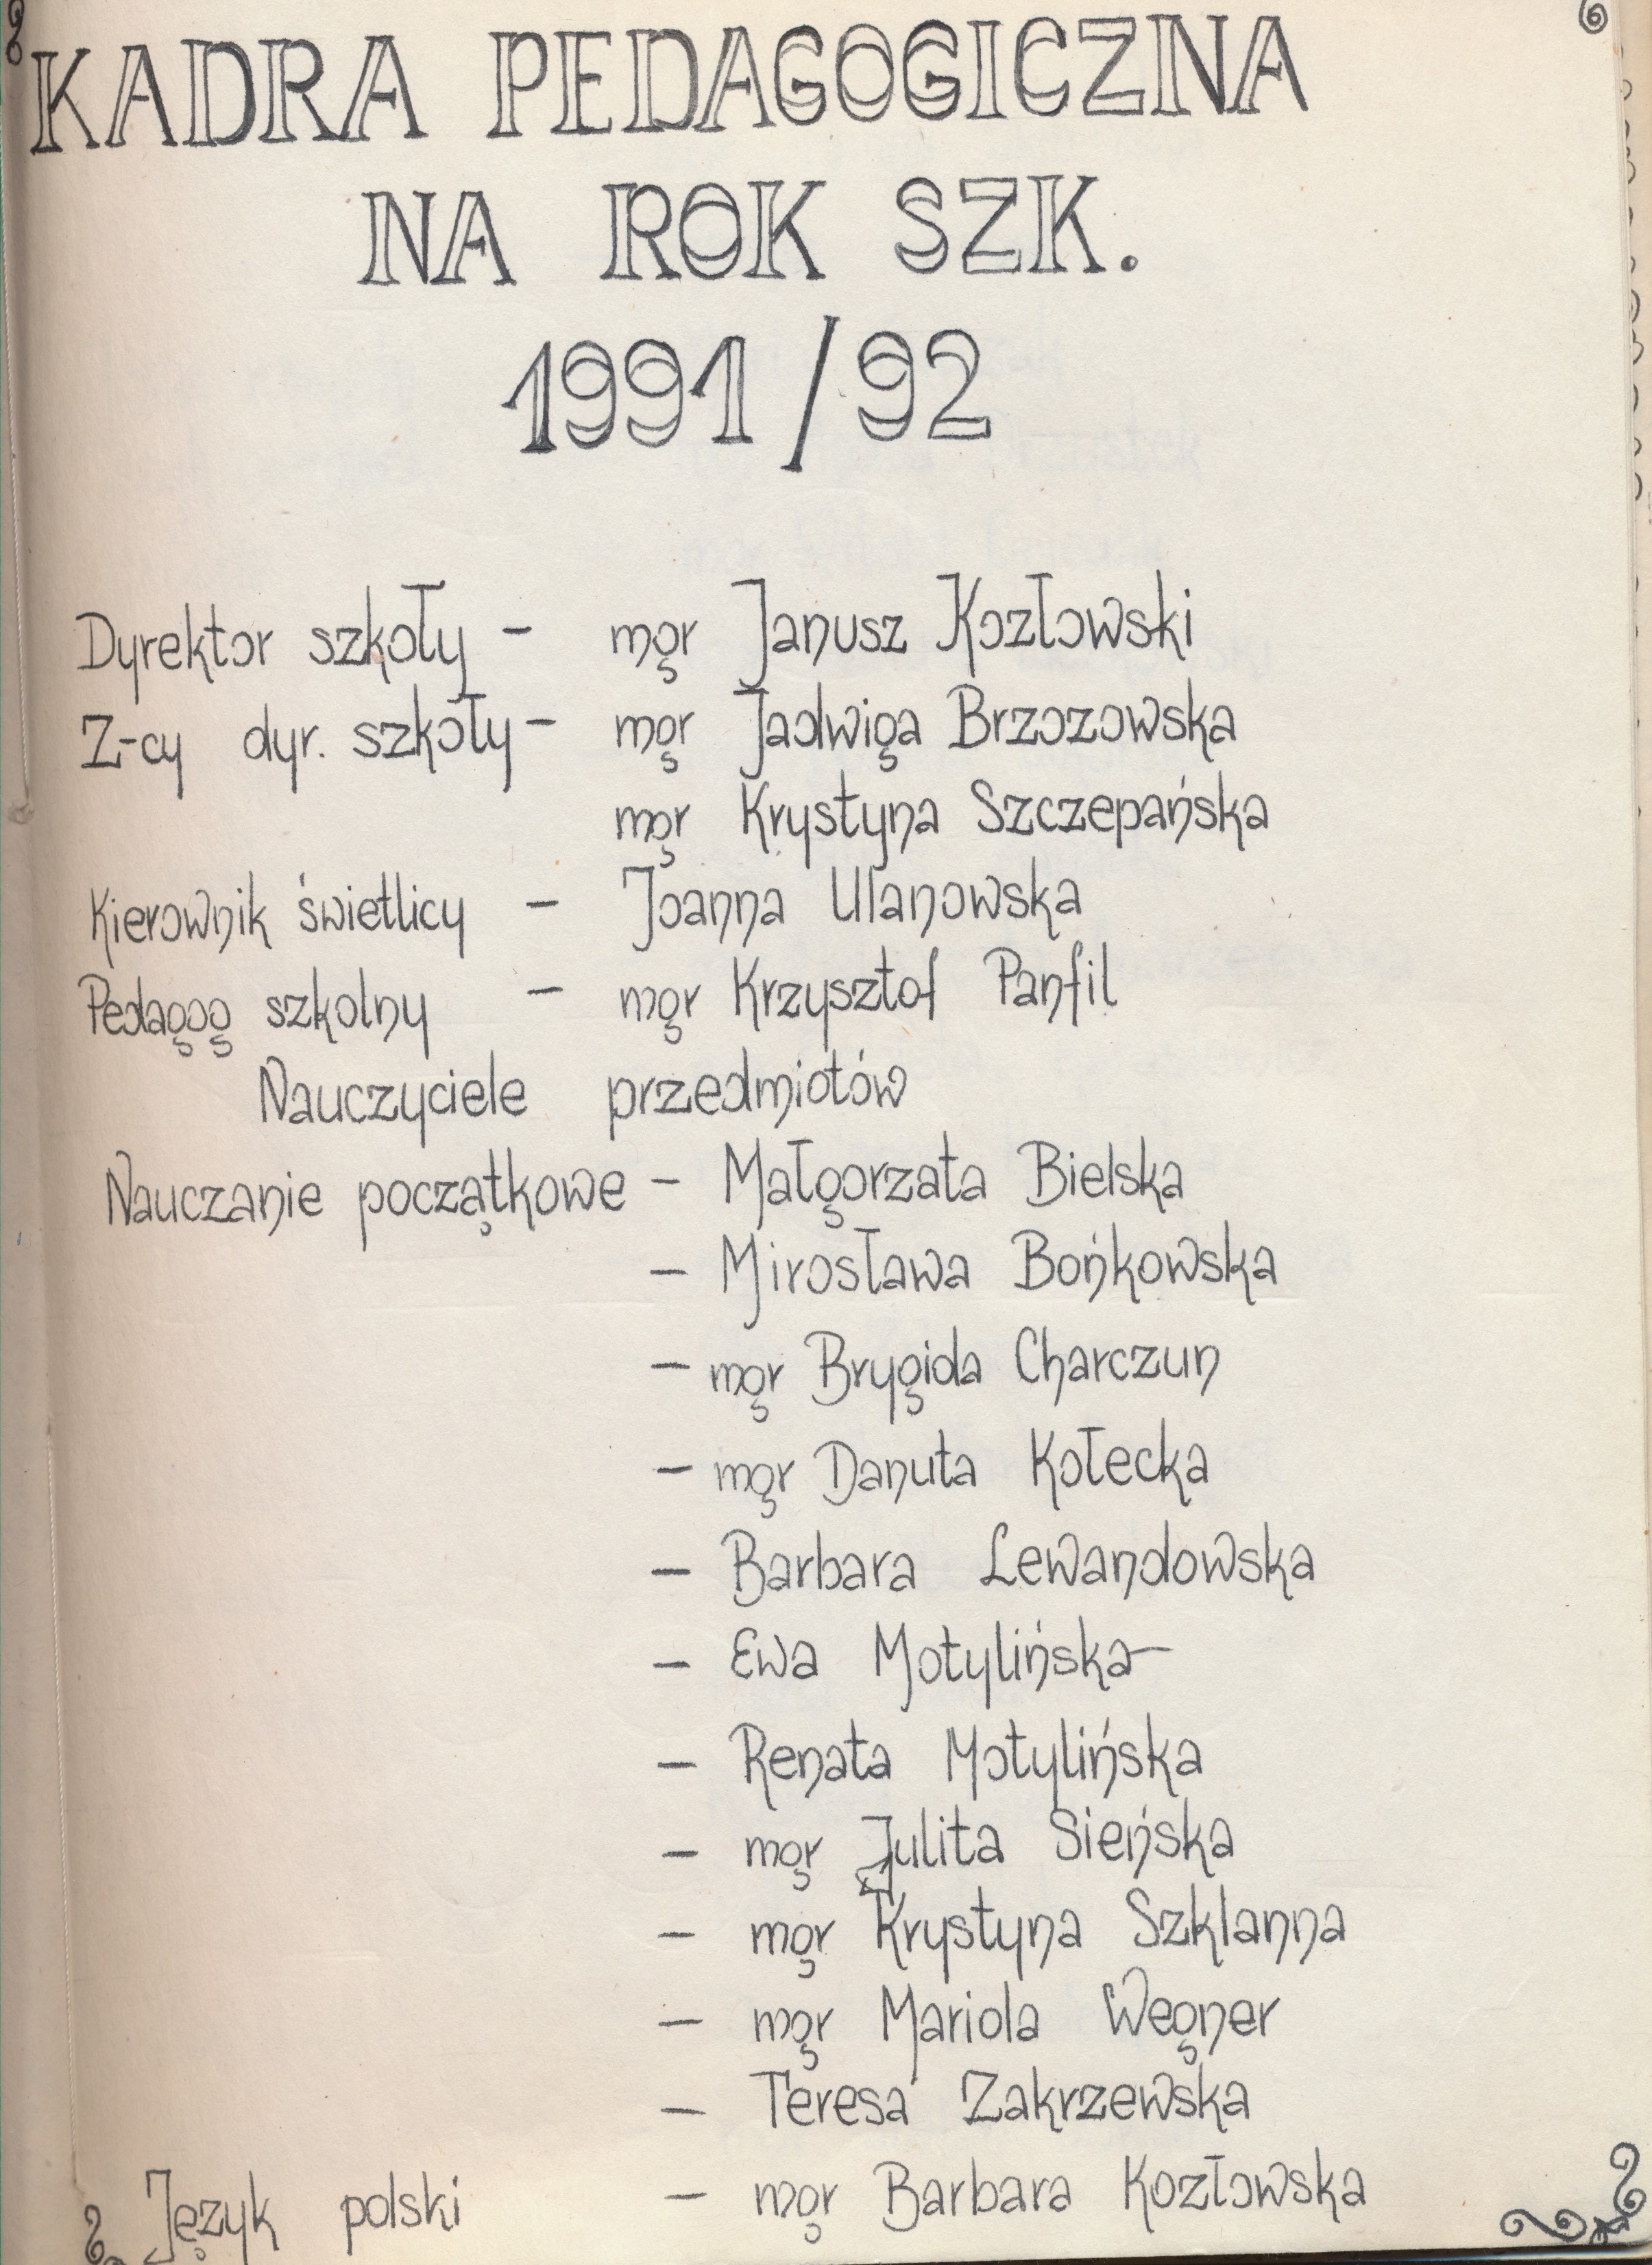 KADRA PEDAGOGICZNA
NA ROK SZK.
1991/92
Dyrektor szkoły - mgr Janusz Kozłowski
Z-cy dyr. szkoły - mgr Jadwiga Brzozowska
mgr Krystyna Szczepańska
Kierownik świetlicy - Joanna Ulanowska
Pedagog szkolny - mgr Krzysztof Panfil
Nauczyciele przedmiotów
Nauczanie początkowe - Małgorzata Bielska
- Mirosława Bońkowska
- mgr Brygida Charczun
- mgr Danuta Kołecka
- Barbara Lewandowska
- Ewa Motylińska
- Renata Motylińska
- mgr Julita Sieńska
- mgr Krystyna Szklanna
- mgr Mariola Wegner
- Teresa Zakrzewska
Język polski - mgr Barbara Kozłowska